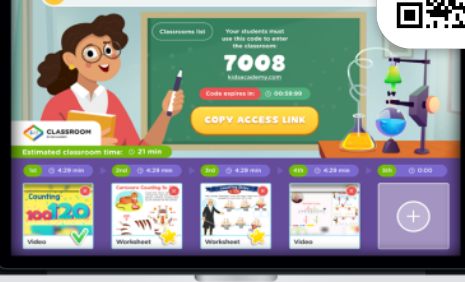 Classrooms list
Your students must
use this code to enter
the classroom:
7008
kidsacademy.com
Code expires in: 00:59:99
COPY ACCESS LINK
CLASSROOM
Estimated classroom time: 21 min
1st 4:29 min
2nd 4:29 min
3rd 4:29 min
4th 4:29 min
5th 0:00
Counting
100 120
Video
Worksheet
Worksheet
Video